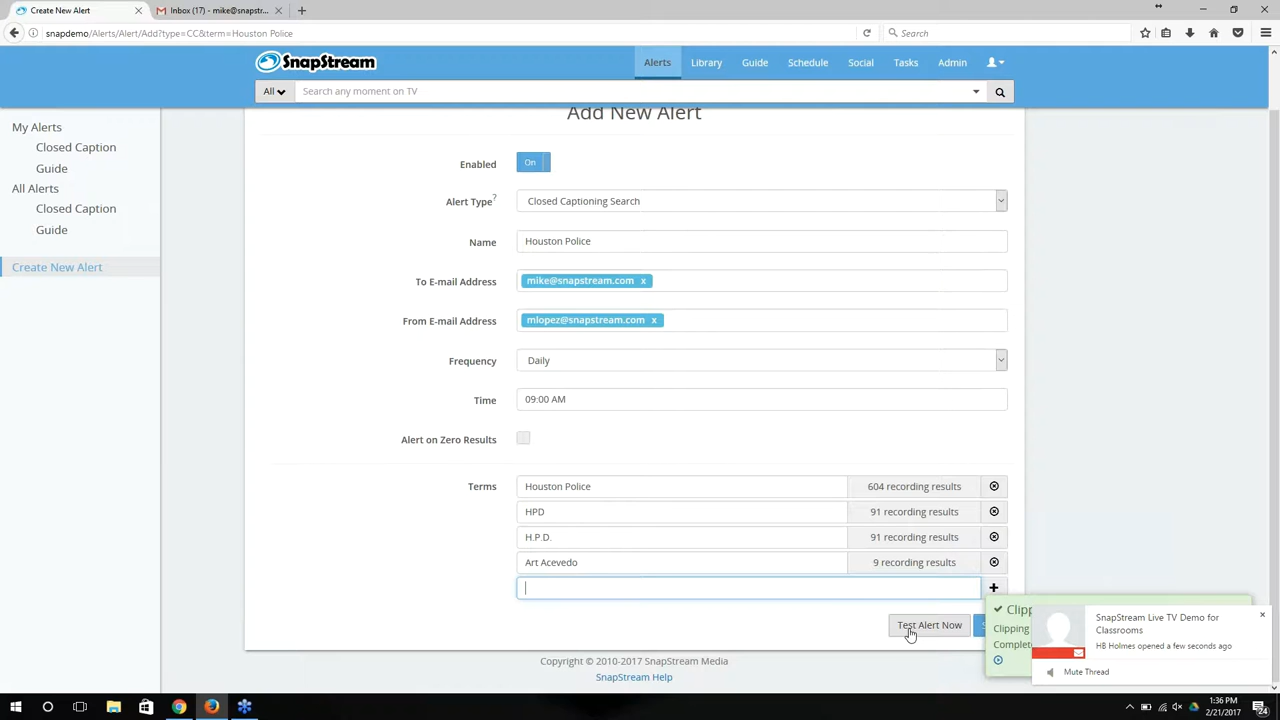 Create New Alert
Inbox (17) - mike@snapstr...
snapdemo/Alerts/Alert/Add?type=CC&term=Houston Police
Search
SnapStream
Alerts
Library
Guide
Schedule
Social
Tasks
Admin
All
Search any moment on TV
Add New Alert
My Alerts
Closed Caption
Guide
All Alerts
Closed Caption
Guide
Create New Alert
Enabled
On
Alert Type?
Closed Captioning Search
Name
Houston Police
To E-mail Address
mike@snapstream.com x
From E-mail Address
mlopez@snapstream.com x
Frequency
Daily
Time
09:00 AM
Alert on Zero Results
Terms
Houston Police
604 recording results
HPD
91 recording results
H.P.D.
91 recording results
Art Acevedo
9 recording results
Test Alert Now
Clipp
Clipping
Complete
SnapStream Live TV Demo for
Classrooms
HB Holmes opened a few seconds ago
Mute Thread
Copyright © 2010-2017 SnapStream Media
SnapStream Help
1:36 PM
2/21/2017
24